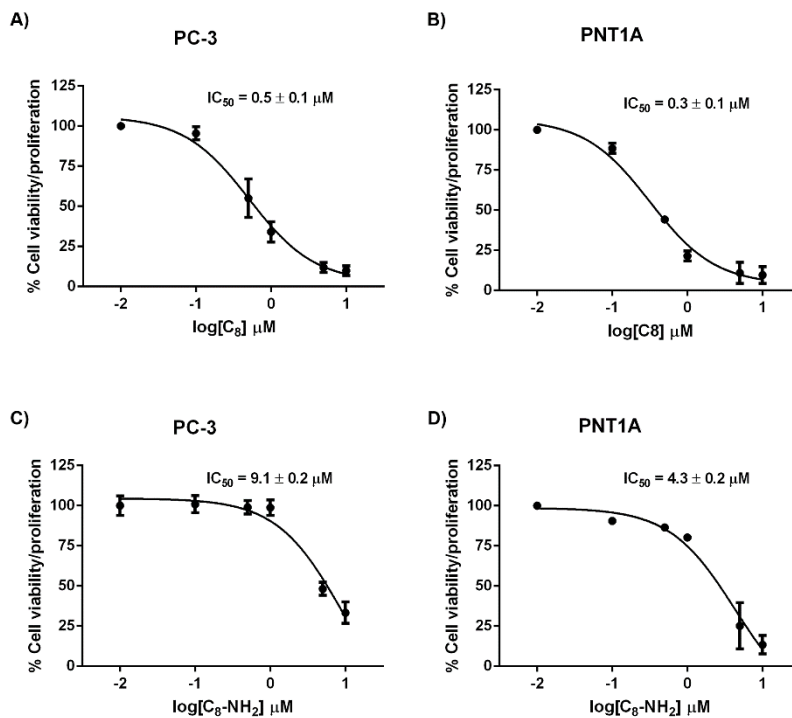 A)
PC-3
% Cell viability/proliferation
125
100
75
50
25
0
IC₅₀ = 0.5 ± 0.1 μM
-2 -1 0 1
log[C₈] μM
B)
PNT1A
% Cell viability/proliferation
125
100
75
50
25
0
IC₅₀ = 0.3 ± 0.1 μM
-2 -1 0 1
log[C8] μM
C)
PC-3
% Cell viability/proliferation
125
100
75
50
25
0
IC₅₀ = 9.1 ± 0.2 μM
-2 -1 0 1
log[C₈-NH₂] μM
D)
PNT1A
% Cell viability/proliferation
125
100
75
50
25
0
IC₅₀ = 4.3 ± 0.2 μM
-2 -1 0 1
log[C₈-NH₂] μM